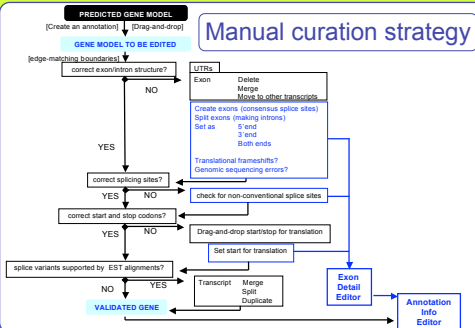 Manual curation strategy
PREDICTED GENE MODEL
[Create an annotation] [Drag-and-drop]
GENE MODEL TO BE EDITED
[edge-matching boundaries]
correct exon/intron structure?
NO
UTRs
Exon Delete
Merge
Move to other transcripts
Create exons (consensus splice sites)
Split exons (making introns)
Set as 5'end
3'end
Both ends
Translational frameshifts?
Genomic sequencing errors?
YES
correct splicing sites?
YES NO
check for non-conventional splice sites
correct start and stop codons?
YES NO
Drag-and-drop start/stop for translation
Set start for translation
splice variants supported by EST alignments?
NO YES
Transcript Merge
Split
Duplicate
VALIDATED GENE
Exon
Detail
Editor
Annotation
Info
Editor